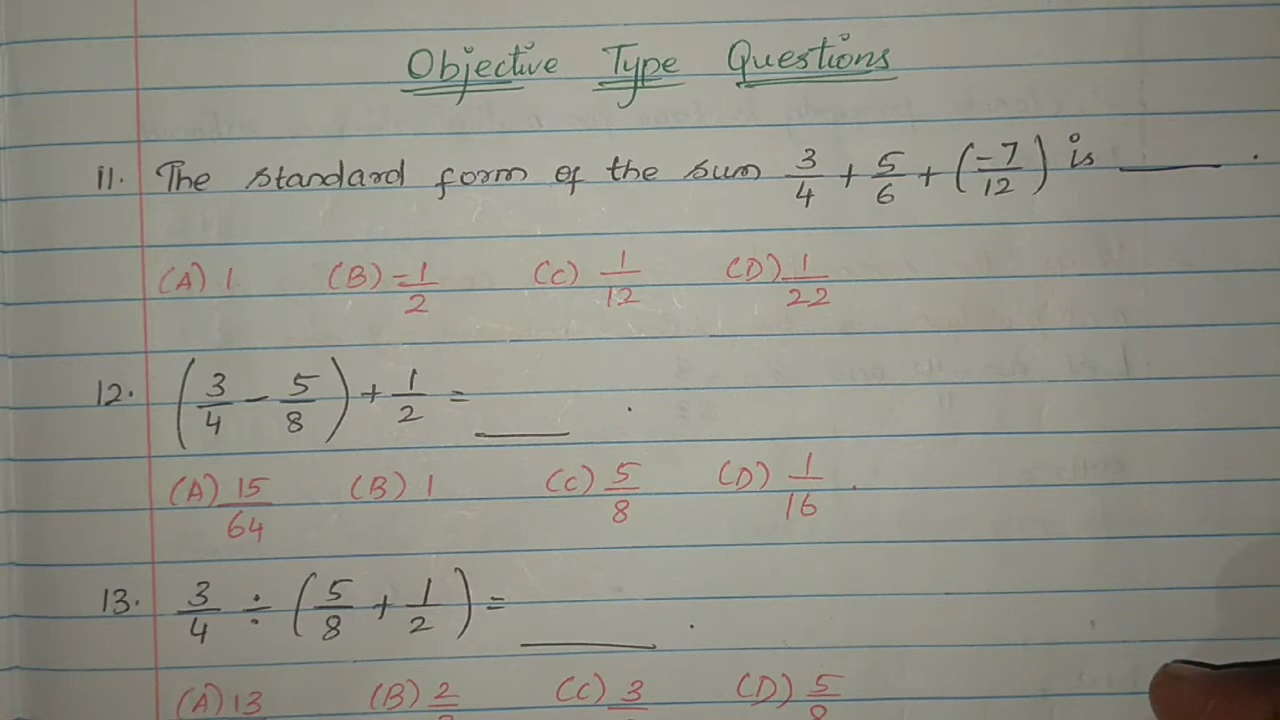 Objective Type Questions
11. The standard form of the sum 3/4 + 5/6 + (-7/12) is ____ .
(A) 1 (B) -1/2 (C) 1/12 (D) 1/22
12. (3/4 - 5/8) + 1/2 = ____ .
(A) 15/64 (B) 1 (C) 5/8 (D) 1/16 .
13. 3/4 ÷ (5/8 + 1/2) = ____ .
(A) 13 (B) 2 (C) 3 (D) 5/8